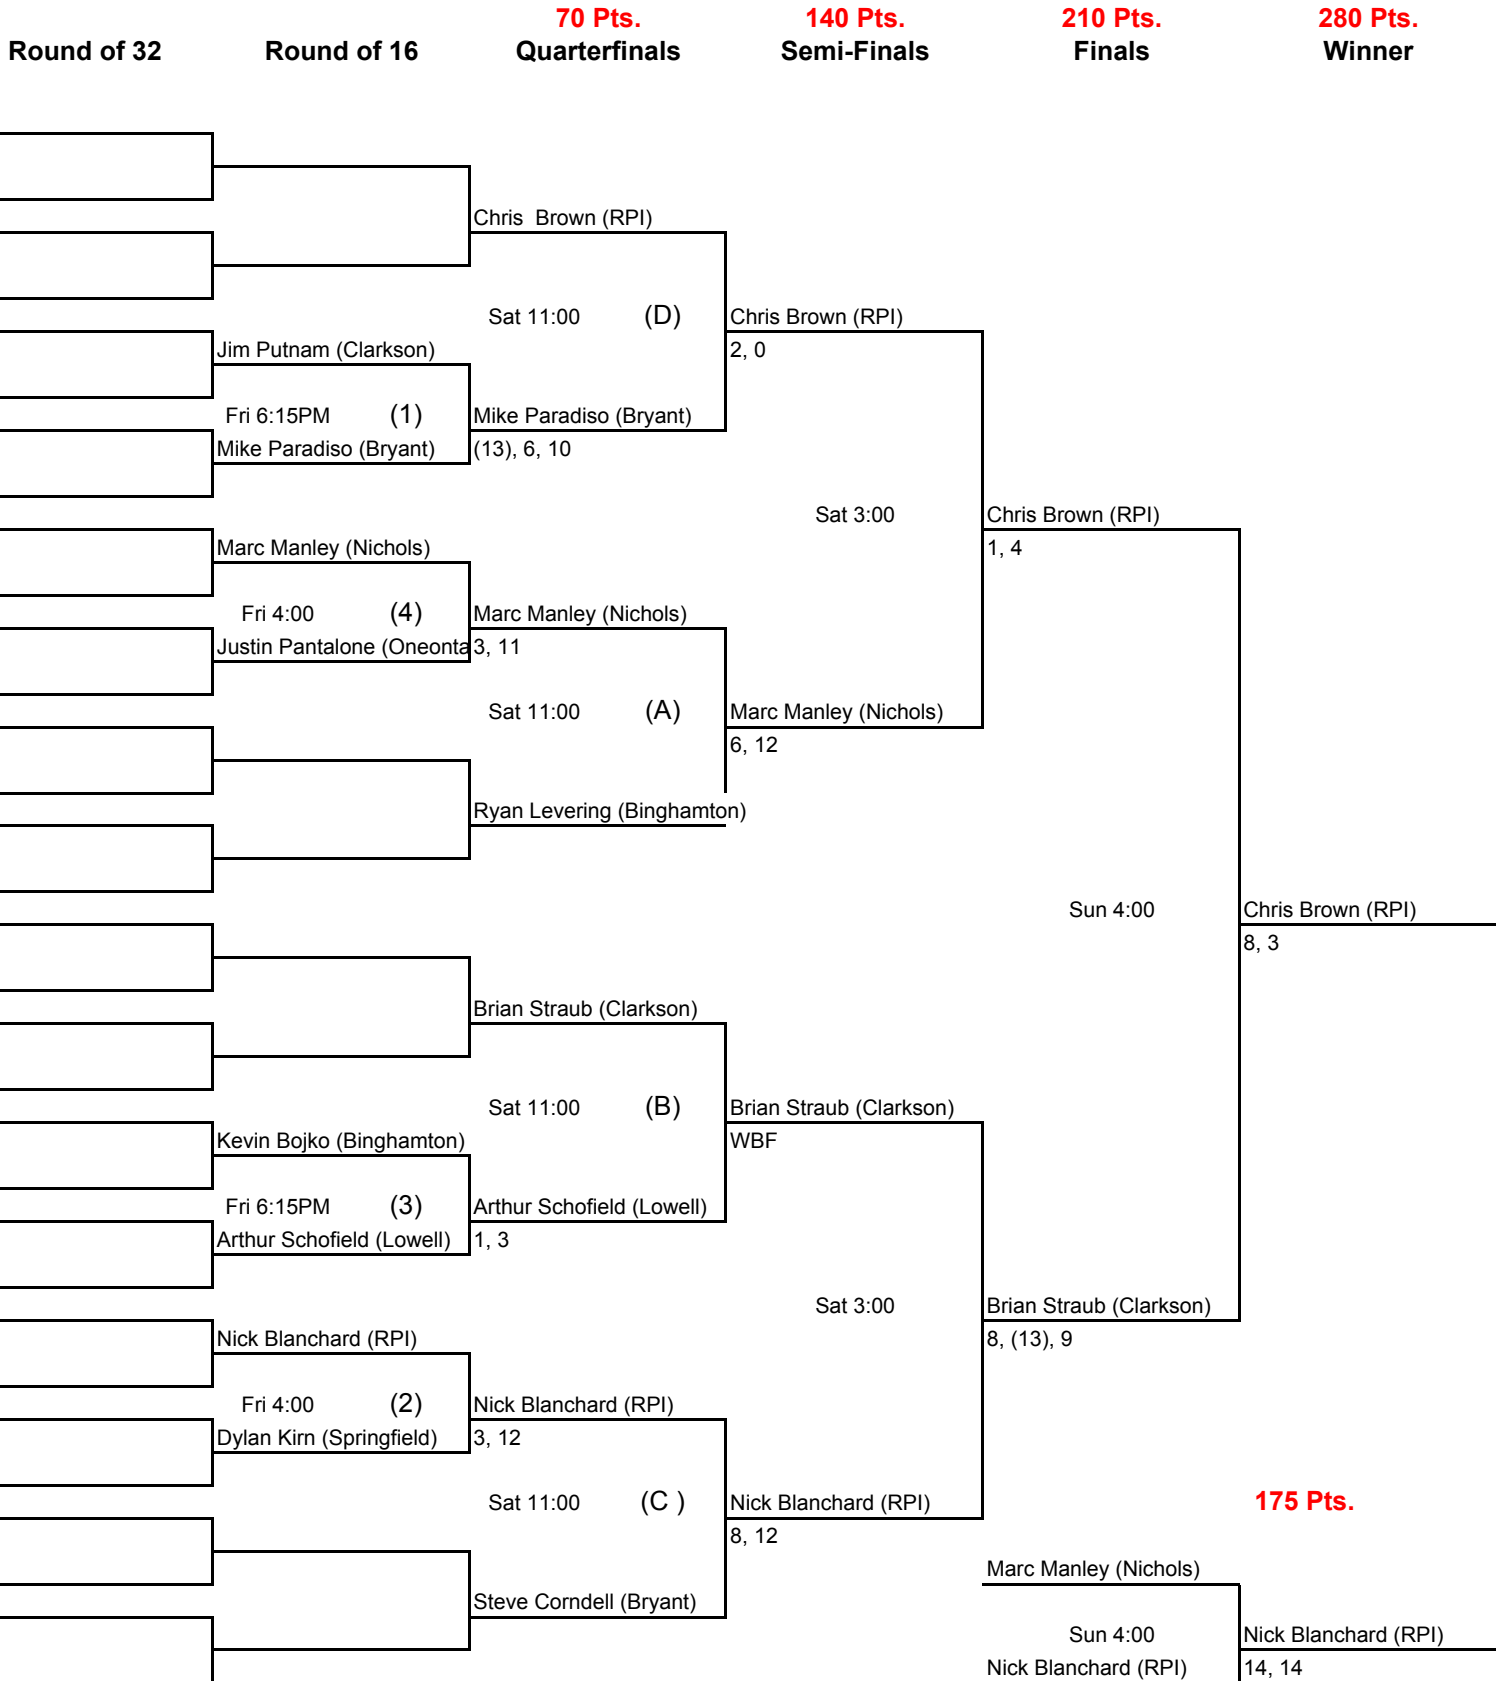 70 Pts. 140 Pts. 210 Pts. 280 Pts.
Round of 32 Round of 16 Quarterfinals Semi-Finals Finals Winner
Chris  Brown (RPI)
Sat 11:00 (D) Chris Brown (RPI)
Jim Putnam (Clarkson) 2, 0
Fri 6:15PM (1) Mike Paradiso (Bryant)
Mike Paradiso (Bryant) (13), 6, 10
Sat 3:00 Chris Brown (RPI)
Marc Manley (Nichols) 1, 4
Fri 4:00 (4) Marc Manley (Nichols)
Justin Pantalone (Oneonta 3, 11
Sat 11:00 (A) Marc Manley (Nichols)
6, 12
Ryan Levering (Binghamton)
Sun 4:00 Chris Brown (RPI)
8, 3
Brian Straub (Clarkson)
Sat 11:00 (B) Brian Straub (Clarkson)
Kevin Bojko (Binghamton) WBF
Fri 6:15PM (3) Arthur Schofield (Lowell)
Arthur Schofield (Lowell) 1, 3
Sat 3:00 Brian Straub (Clarkson)
Nick Blanchard (RPI) 8, (13), 9
Fri 4:00 (2) Nick Blanchard (RPI)
Dylan Kirn (Springfield) 3, 12
Sat 11:00 (C ) Nick Blanchard (RPI) 175 Pts.
8, 12
Marc Manley (Nichols)
Steve Corndell (Bryant)
Sun 4:00 Nick Blanchard (RPI)
Nick Blanchard (RPI) 14, 14